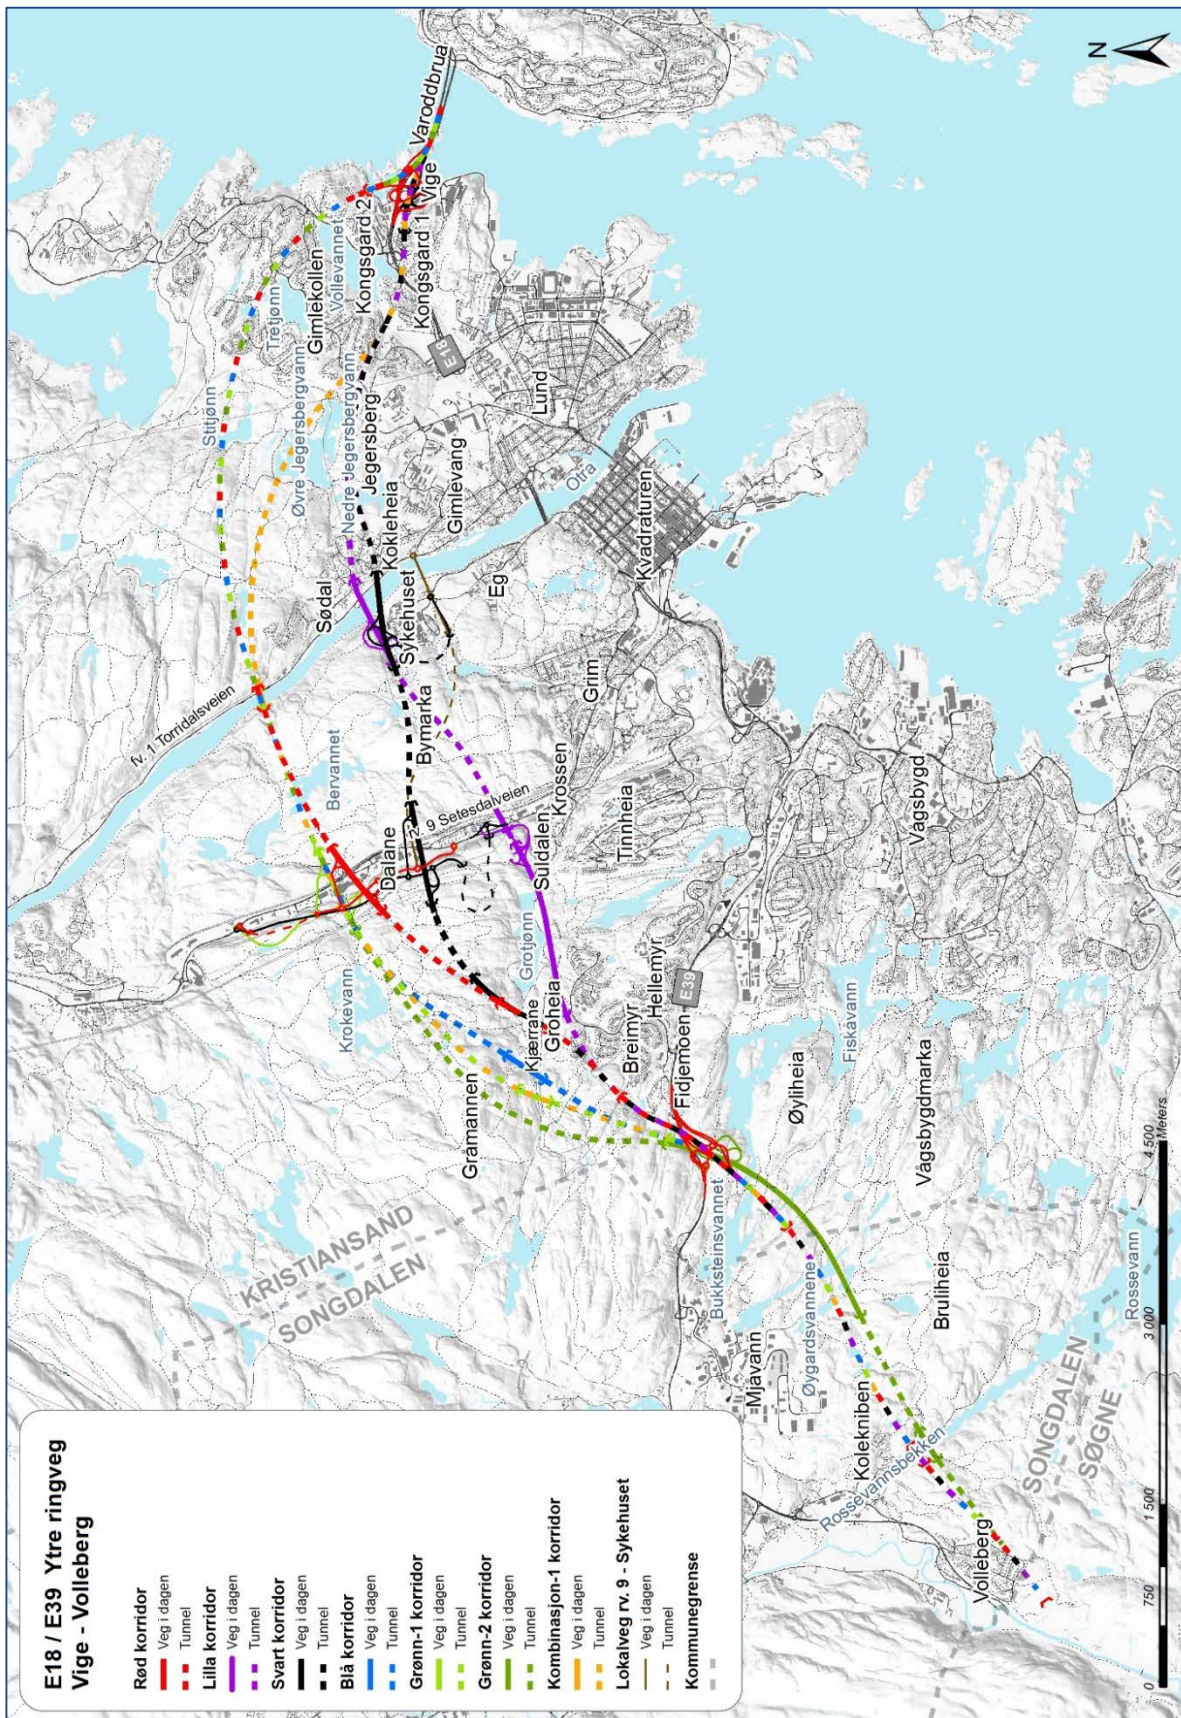 E18 / E39 Ytre ringveg
Vige - Volleberg
Rød korridor
Veg i dagen
Tunnel
Lilla korridor
Veg i dagen
Tunnel
Svart korridor
Veg i dagen
Tunnel
Blå korridor
Veg i dagen
Tunnel
Grønn-1 korridor
Veg i dagen
Tunnel
Grønn-2 korridor
Veg i dagen
Tunnel
Kombinasjon-1 korridor
Veg i dagen
Tunnel
Lokalveg rv. 9 - Sykehuset
Veg i dagen
Tunnel
Kommunegrense
KRISTIANSAND
SONGDALEN
Gråmannen
Krokevann
Bervannet
fv. 1 Torridalsveien
Stitjønn
Tretjønn
Gimlekollen
Vollevannet
Øvre Jegersbergvann
Nedre Jegersbergvann
Kongsgård 2
Kongsgård 1
Vige
Varoddbrua
Jegersberg
E18
Kokleheia
Sødal
Sykehuset
Gimlevang
Lund
Otra
Eg
Kvadraturen
Bymarka
Dalane
9 Setesdalveien
Suldalen
Krossen
Grim
Tinnheia
Grotjønn
Kjærrane
Groheia
Breimyr
Hellemyr
E39
Fidjemoen
Vågsbygd
Fiskåvann
Øyliheia
Vågsbygdmarka
Bukksteinsvannet
Mjåvann
Øygardsvannene
Kolekniben
Bruliheia
Rossevann
Rossevannsbekken
Volleberg
SONGDALEN
SØGNE
N
0
750
1 500
3 000
4 500
Meters